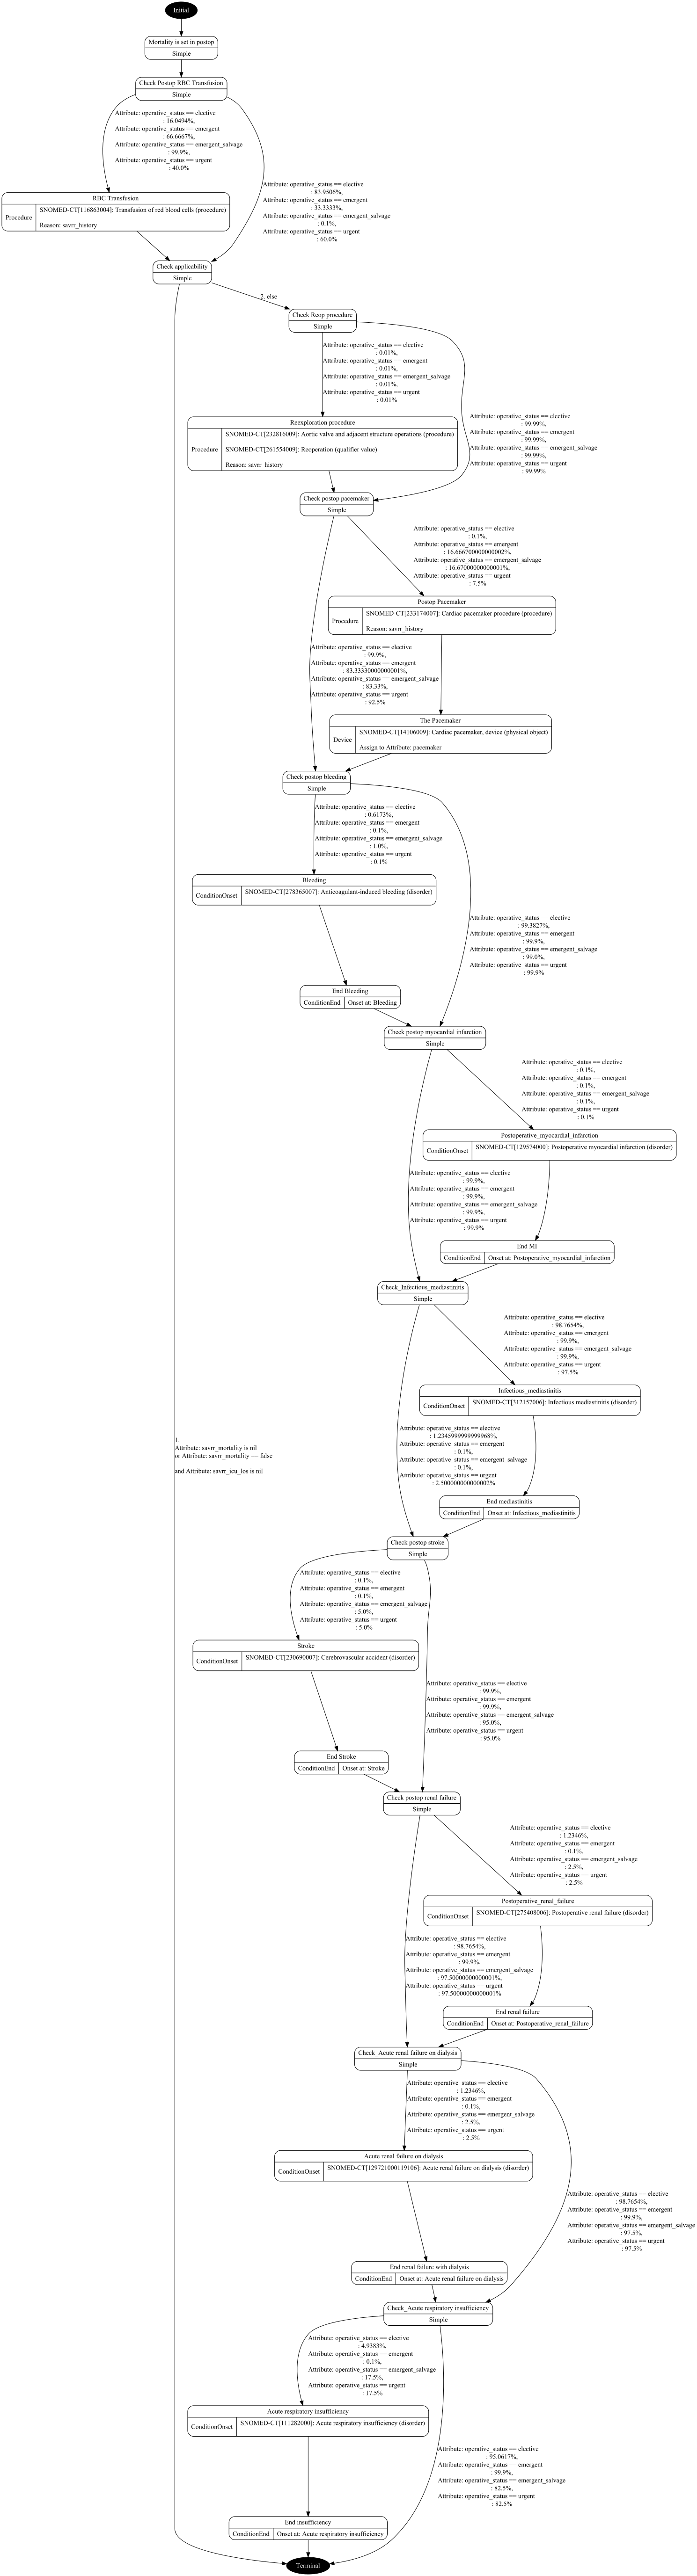 Initial
Mortality is set in postop
Simple
Check Postop RBC Transfusion
Simple
Attribute: operative_status == elective
: 16.0494%,
Attribute: operative_status == emergent
: 66.6667%,
Attribute: operative_status == emergent_salvage
: 99.9%,
Attribute: operative_status == urgent
: 40.0%
Attribute: operative_status == elective
: 83.9506%,
Attribute: operative_status == emergent
: 33.3333%,
Attribute: operative_status == emergent_salvage
: 0.1%,
Attribute: operative_status == urgent
: 60.0%
RBC Transfusion
Procedure
SNOMED-CT[116863004]: Transfusion of red blood cells (procedure)
Reason: savrr_history
Check applicability
Simple
2. else
Check Reop procedure
Simple
Attribute: operative_status == elective
: 0.01%,
Attribute: operative_status == emergent
: 0.01%,
Attribute: operative_status == emergent_salvage
: 0.01%,
Attribute: operative_status == urgent
: 0.01%
Attribute: operative_status == elective
: 99.99%,
Attribute: operative_status == emergent
: 99.99%,
Attribute: operative_status == emergent_salvage
: 99.99%,
Attribute: operative_status == urgent
: 99.99%
Reexploration procedure
Procedure
SNOMED-CT[232816009]: Aortic valve and adjacent structure operations (procedure)
SNOMED-CT[261554009]: Reoperation (qualifier value)
Reason: savrr_history
Check postop pacemaker
Simple
Attribute: operative_status == elective
: 0.1%,
Attribute: operative_status == emergent
: 16.666700000000002%,
Attribute: operative_status == emergent_salvage
: 16.670000000000001%,
Attribute: operative_status == urgent
: 7.5%
Postop Pacemaker
Procedure
SNOMED-CT[233174007]: Cardiac pacemaker procedure (procedure)
Reason: savrr_history
Attribute: operative_status == elective
: 99.9%,
Attribute: operative_status == emergent
: 83.33330000000001%,
Attribute: operative_status == emergent_salvage
: 83.33%,
Attribute: operative_status == urgent
: 92.5%
The Pacemaker
Device
SNOMED-CT[14106009]: Cardiac pacemaker, device (physical object)
Assign to Attribute: pacemaker
Check postop bleeding
Simple
Attribute: operative_status == elective
: 0.6173%,
Attribute: operative_status == emergent
: 0.1%,
Attribute: operative_status == emergent_salvage
: 1.0%,
Attribute: operative_status == urgent
: 0.1%
Bleeding
ConditionOnset
SNOMED-CT[278365007]: Anticoagulant-induced bleeding (disorder)
Attribute: operative_status == elective
: 99.3827%,
Attribute: operative_status == emergent
: 99.9%,
Attribute: operative_status == emergent_salvage
: 99.0%,
Attribute: operative_status == urgent
: 99.9%
End Bleeding
ConditionEnd
Onset at: Bleeding
Check postop myocardial infarction
Simple
Attribute: operative_status == elective
: 0.1%,
Attribute: operative_status == emergent
: 0.1%,
Attribute: operative_status == emergent_salvage
: 0.1%,
Attribute: operative_status == urgent
: 0.1%
Postoperative_myocardial_infarction
ConditionOnset
SNOMED-CT[129574000]: Postoperative myocardial infarction (disorder)
Attribute: operative_status == elective
: 99.9%,
Attribute: operative_status == emergent
: 99.9%,
Attribute: operative_status == emergent_salvage
: 99.9%,
Attribute: operative_status == urgent
: 99.9%
End MI
ConditionEnd
Onset at: Postoperative_myocardial_infarction
Check_Infectious_mediastinitis
Simple
Attribute: operative_status == elective
: 98.7654%,
Attribute: operative_status == emergent
: 99.9%,
Attribute: operative_status == emergent_salvage
: 99.9%,
Attribute: operative_status == urgent
: 97.5%
Infectious_mediastinitis
ConditionOnset
SNOMED-CT[312157006]: Infectious mediastinitis (disorder)
Attribute: operative_status == elective
: 1.2345999999999968%,
Attribute: operative_status == emergent
: 0.1%,
Attribute: operative_status == emergent_salvage
: 0.1%,
Attribute: operative_status == urgent
: 2.500000000000002%
1.
Attribute: savrr_mortality is nil
or Attribute: savrr_mortality == false
and Attribute: savrr_icu_los is nil
End mediastinitis
ConditionEnd
Onset at: Infectious_mediastinitis
Check postop stroke
Simple
Attribute: operative_status == elective
: 0.1%,
Attribute: operative_status == emergent
: 0.1%,
Attribute: operative_status == emergent_salvage
: 5.0%,
Attribute: operative_status == urgent
: 5.0%
Stroke
ConditionOnset
SNOMED-CT[230690007]: Cerebrovascular accident (disorder)
Attribute: operative_status == elective
: 99.9%,
Attribute: operative_status == emergent
: 99.9%,
Attribute: operative_status == emergent_salvage
: 95.0%,
Attribute: operative_status == urgent
: 95.0%
End Stroke
ConditionEnd
Onset at: Stroke
Check postop renal failure
Simple
Attribute: operative_status == elective
: 1.2346%,
Attribute: operative_status == emergent
: 0.1%,
Attribute: operative_status == emergent_salvage
: 2.5%,
Attribute: operative_status == urgent
: 2.5%
Postoperative_renal_failure
ConditionOnset
SNOMED-CT[275408006]: Postoperative renal failure (disorder)
Attribute: operative_status == elective
: 98.7654%,
Attribute: operative_status == emergent
: 99.9%,
Attribute: operative_status == emergent_salvage
: 97.50000000000001%,
Attribute: operative_status == urgent
: 97.50000000000001%
End renal failure
ConditionEnd
Onset at: Postoperative_renal_failure
Check_Acute renal failure on dialysis
Simple
Attribute: operative_status == elective
: 1.2346%,
Attribute: operative_status == emergent
: 0.1%,
Attribute: operative_status == emergent_salvage
: 2.5%,
Attribute: operative_status == urgent
: 2.5%
Acute renal failure on dialysis
ConditionOnset
SNOMED-CT[129721000119106]: Acute renal failure on dialysis (disorder)
Attribute: operative_status == elective
: 98.7654%,
Attribute: operative_status == emergent
: 99.9%,
Attribute: operative_status == emergent_salvage
: 97.5%,
Attribute: operative_status == urgent
: 97.5%
End renal failure with dialysis
ConditionEnd
Onset at: Acute renal failure on dialysis
Check_Acute respiratory insufficiency
Simple
Attribute: operative_status == elective
: 4.9383%,
Attribute: operative_status == emergent
: 0.1%,
Attribute: operative_status == emergent_salvage
: 17.5%,
Attribute: operative_status == urgent
: 17.5%
Acute respiratory insufficiency
ConditionOnset
SNOMED-CT[111282000]: Acute respiratory insufficiency (disorder)
Attribute: operative_status == elective
: 95.0617%,
Attribute: operative_status == emergent
: 99.9%,
Attribute: operative_status == emergent_salvage
: 82.5%,
Attribute: operative_status == urgent
: 82.5%
End insufficiency
ConditionEnd
Onset at: Acute respiratory insufficiency
Terminal